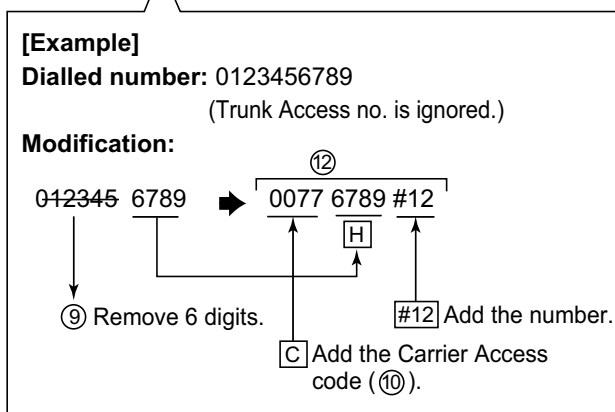 [Example]
Dialled number: 0123456789
(Trunk Access no. is ignored.)
Modification:
⑫
012345 6789 ➡ 0077 6789 #12
H
⑨ Remove 6 digits.
#12 Add the number.
C Add the Carrier Access
code (⑩).